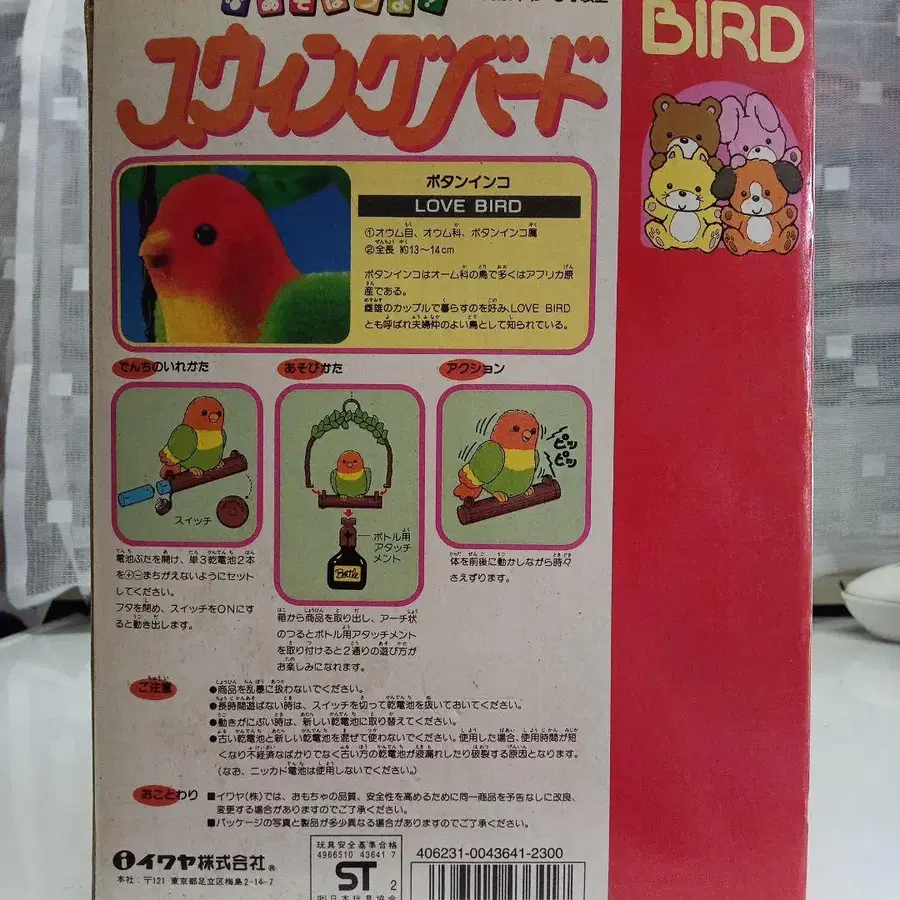 あそぼうよ!
BIRD
スウィングバード
ボタンインコ
LOVE BIRD
①オウム目、オウム科、ボタンインコ属
②全長 約13〜14cm
ボタンインコはオーム科の鳥で多くはアフリカ原
産である。
雌雄のカップルで暮らすのを好み、LOVE BIRD
とも呼ばれ夫婦仲のよい鳥として知られている。
でんちのいれかた
スイッチ
電池ぶたを開け、単3乾電池2本
を⊕⊖まちがえないようにセット
してください。
フタを閉め、スイッチをONにす
ると動き出します。
あそびかた
ボトル用
アタッチ
メント
Bottle
箱から商品を取り出し、アーチ状
のつるとボトル用アタッチメント
を取り付けると2通りの遊び方が
お楽しみになれます。
アクション
ピッ
ピッ
体を前後に動かしながら時々
さえずります。
ご注意
●商品を乱暴に扱わないでください。
●長時間遊ばない時は、スイッチを切って乾電池を抜いておいてください。
●動きがにぶい時は、新しい乾電池に取り替えてください。
●古い乾電池と新しい乾電池を混ぜて使わないでください。使用した場合、使用時間が短
くなり不経済なばかりでなく古い方の乾電池が液漏れしたり破裂する原因となります。
(なお、ニッカド電池は使用しないでください。)
おことわり
■イワヤ(株)では、おもちゃの品質、安全性を高めるために同一商品を予告なしに改良、
変更する場合がありますのでご了承ください。
■パッケージの写真と製品が多少異なる場合がありますのでご了承ください。
イワヤ株式会社®
本社:〒121 東京都足立区梅島2-14-7
玩具安全基準合格
4966510 43641 7
ST 2
(社)日本玩具協会
406231-0043641-2300